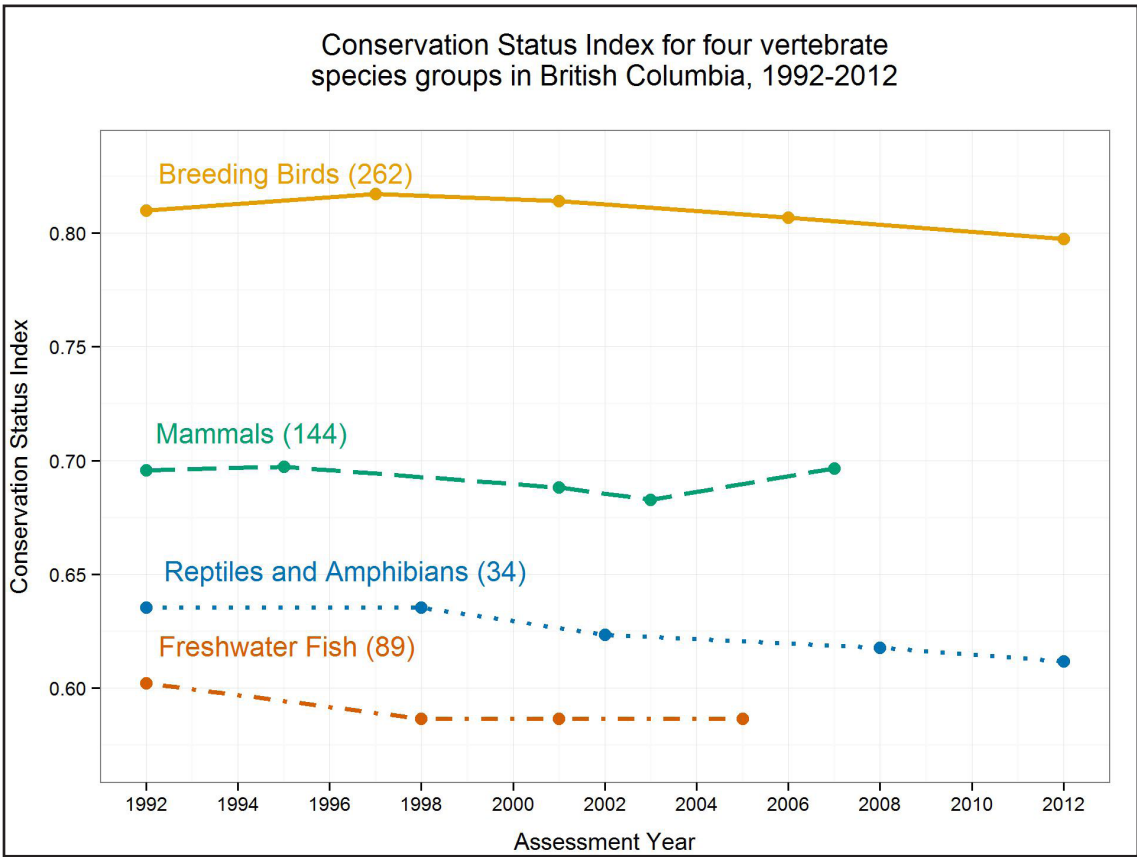 Conservation Status Index for four vertebrate
species groups in British Columbia, 1992-2012
Conservation Status Index
0.80
0.75
0.70
0.65
0.60
Breeding Birds (262)
Mammals (144)
Reptiles and Amphibians (34)
Freshwater Fish (89)
1992 1994 1996 1998 2000 2002 2004 2006 2008 2010 2012
Assessment Year